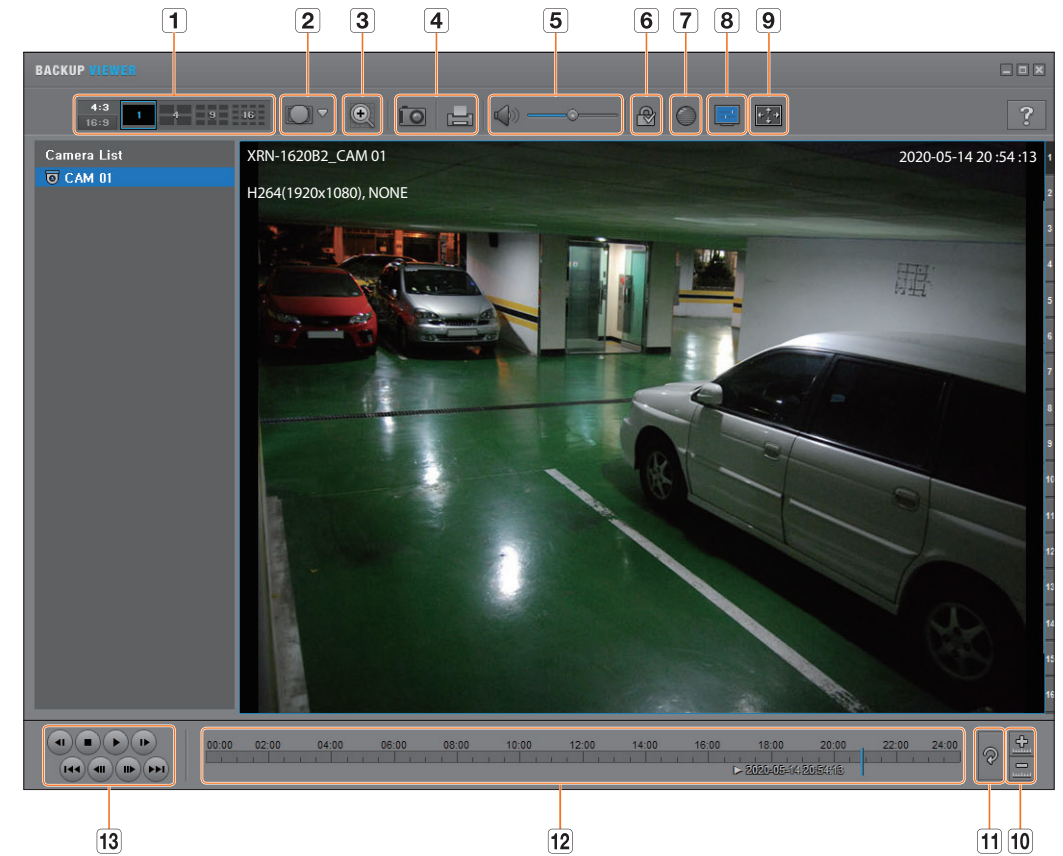 1 2 3 4 5 6 7 8 9
BACKUP VIEWER
4:3
16:9
1 4 9 16
?
Camera List
CAM 01
XRN-1620B2_CAM 01
2020-05-14 20 :54 :13
H264(1920x1080), NONE
1
2
3
4
5
6
7
8
9
10
11
12
13
14
15
16
00:00 02:00 04:00 06:00 08:00 10:00 12:00 14:00 16:00 18:00 20:00 22:00 24:00
2020-05-14 20:54:13
13 12 11 10